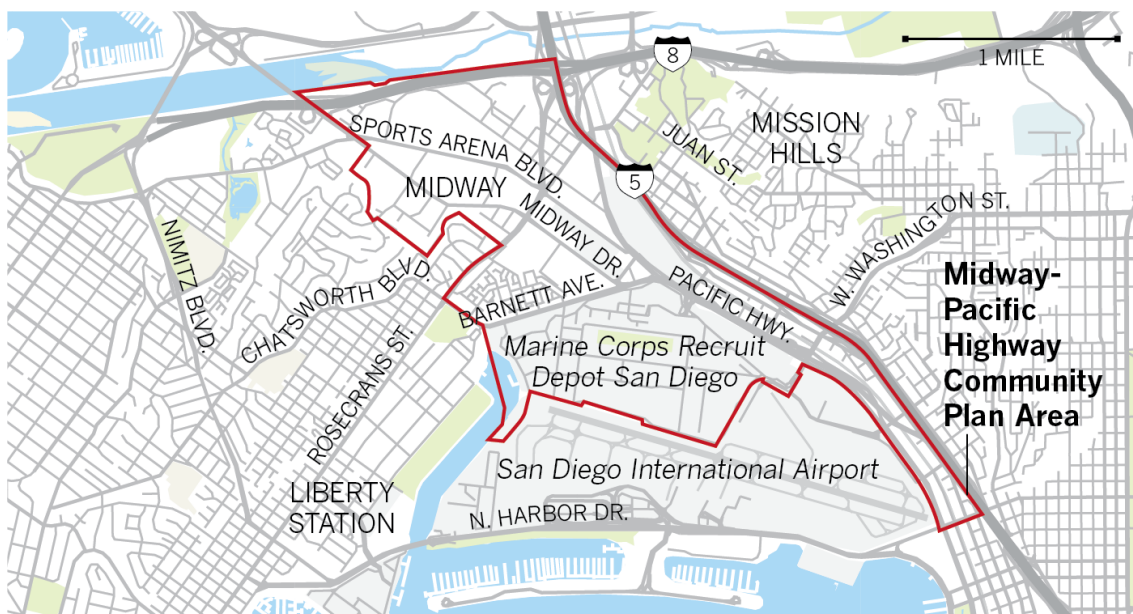 8
1 MILE
SPORTS ARENA BLVD.
JUAN ST.
MISSION
HILLS
5
MIDWAY
MIDWAY DR.
W. WASHINGTON ST.
NIMITZ BLVD.
CHATSWORTH BLVD.
BARNETT AVE.
PACIFIC HWY.
Midway-
Pacific
Highway
Community
Plan Area
Marine Corps Recruit
Depot San Diego
ROSECRANS ST.
San Diego International Airport
LIBERTY
STATION
N. HARBOR DR.